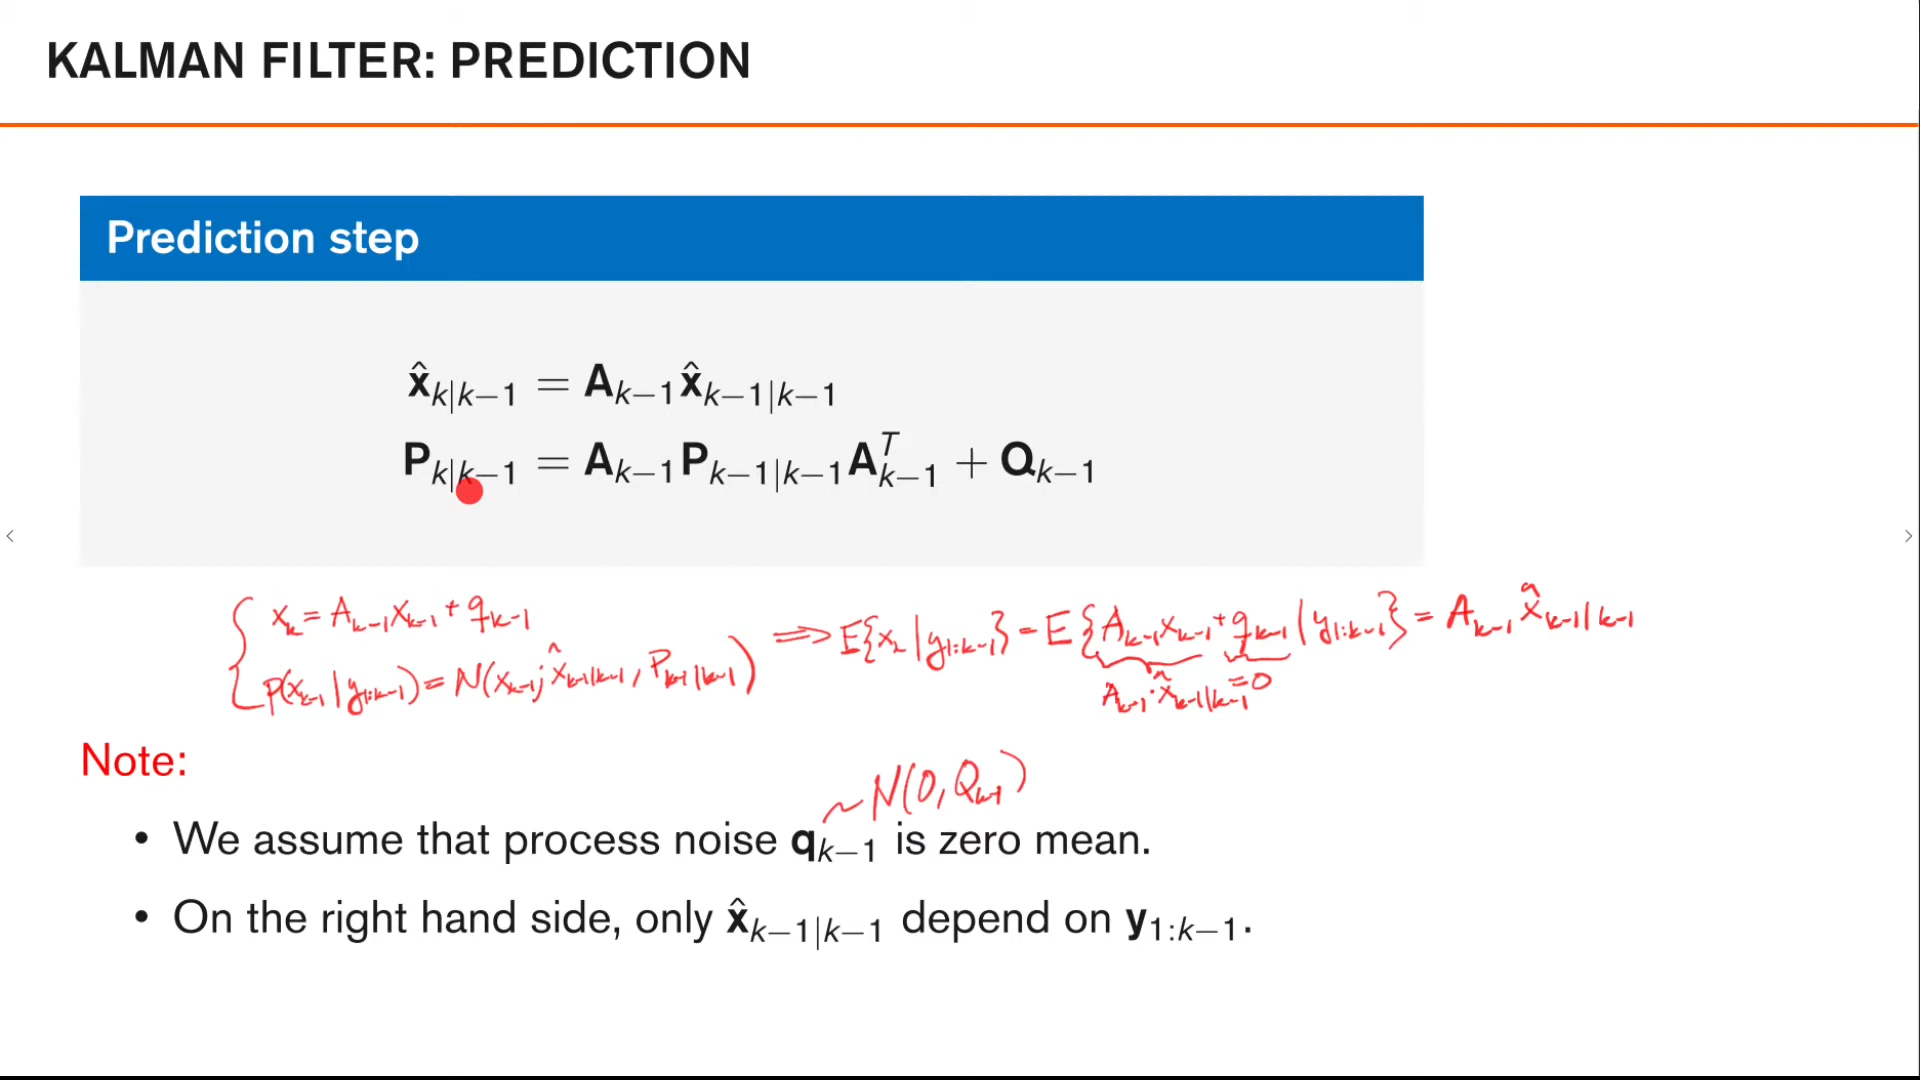 KALMAN FILTER: PREDICTION
Prediction step
x̂_{k|k−1} = A_{k−1} x̂_{k−1|k−1}
P_{k|k−1} = A_{k−1} P_{k−1|k−1} A^T_{k−1} + Q_{k−1}
{ x_k = A_{k-1} x_{k-1} + q_{k-1}
p(x_{k-1} | y_{1:k-1}) = N(x_{k-1}; x̂_{k-1|k-1}, P_{k-1|k-1})
⟹ E{x_k | y_{1:k-1}} = E{A_{k-1} x_{k-1} + q_{k-1} | y_{1:k-1}} = A_{k-1} x̂_{k-1|k-1}
A_{k-1} · x̂_{k-1|k-1} = 0
Note:
~ N(0, Q_{k-1})
• We assume that process noise q_{k−1} is zero mean.
• On the right hand side, only x̂_{k−1|k−1} depend on y_{1:k−1}.